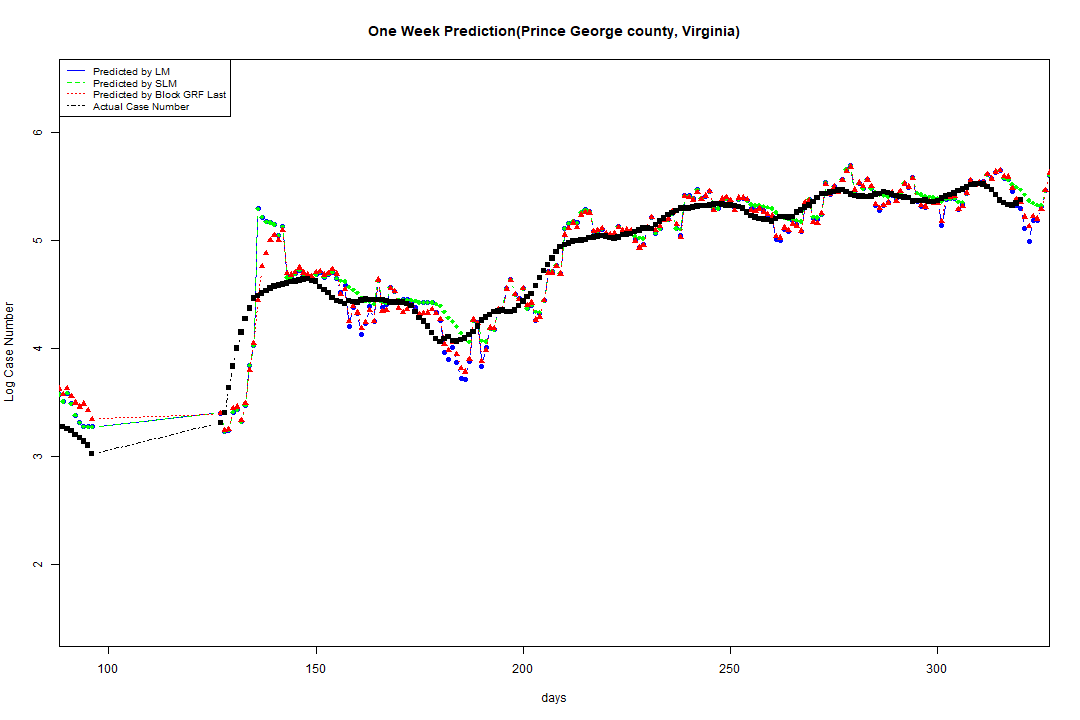 One Week Prediction(Prince George county, Virginia)
Predicted by LM
Predicted by SLM
Predicted by Block GRF Last
Actual Case Number
6
5
4
3
2
Log Case Number
100 150 200 250 300
days